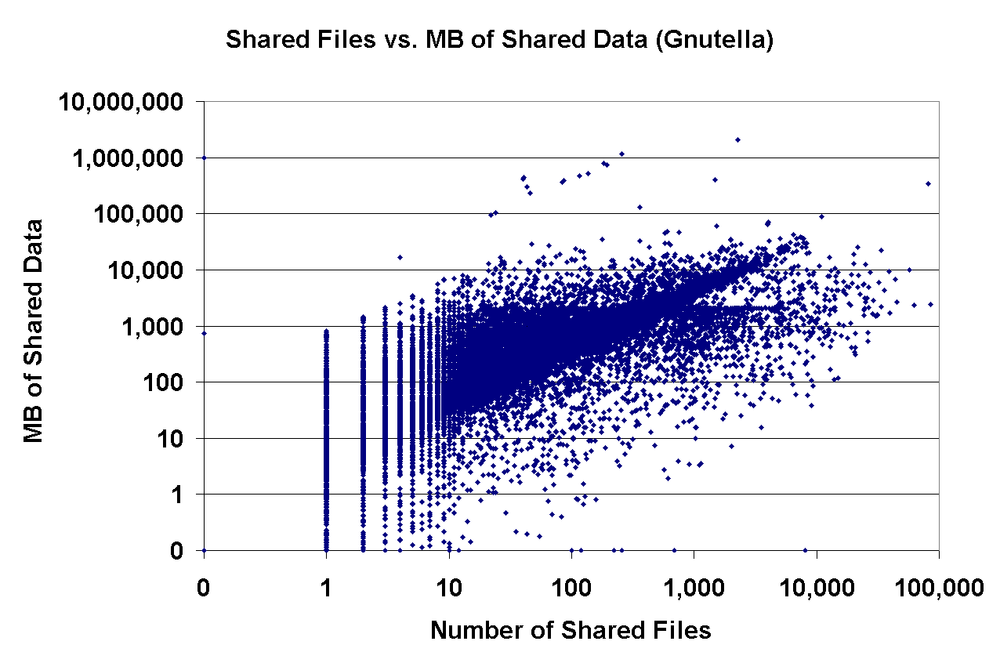 Shared Files vs. MB of Shared Data (Gnutella)
10,000,000
1,000,000
100,000
10,000
1,000
100
10
1
0
MB of Shared Data
0 1 10 100 1,000 10,000 100,000
Number of Shared Files